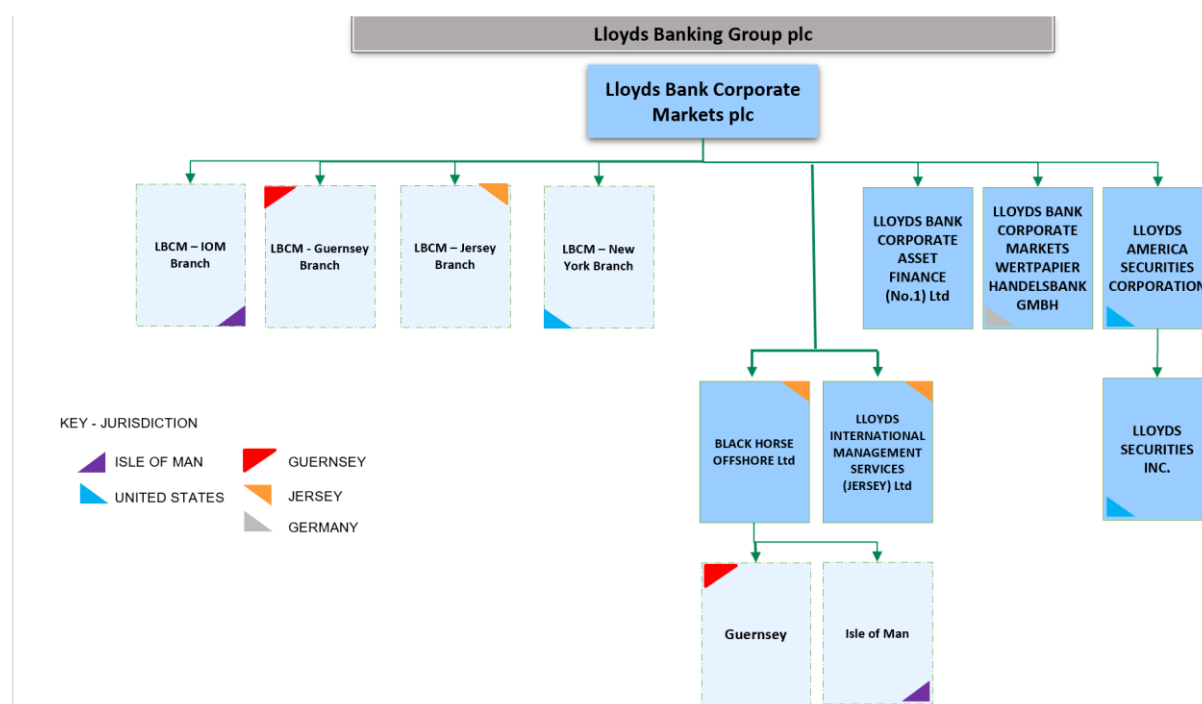 Lloyds Banking Group plc
Lloyds Bank Corporate
Markets plc
LBCM – IOM
Branch
LBCM - Guernsey
Branch
LBCM – Jersey
Branch
LBCM – New
York Branch
LLOYDS BANK
CORPORATE
ASSET
FINANCE
(No.1) Ltd
LLOYDS BANK
CORPORATE
MARKETS
WERTPAPIER
HANDELSBANK
GMBH
LLOYDS
AMERICA
SECURITIES
CORPORATION
BLACK HORSE
OFFSHORE Ltd
LLOYDS
INTERNATIONAL
MANAGEMENT
SERVICES
(JERSEY) Ltd
LLOYDS
SECURITIES
INC.
KEY - JURISDICTION
ISLE OF MAN
GUERNSEY
UNITED STATES
JERSEY
GERMANY
Guernsey
Isle of Man